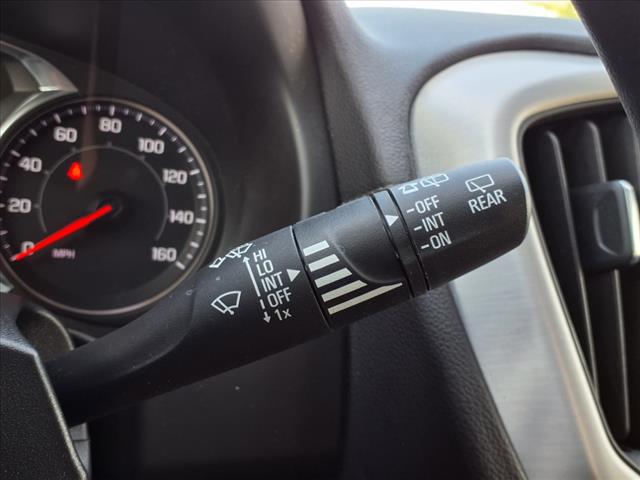 0
20
40
60
80
100
120
140
160
MPH
HI
LO
INT
OFF
1x
-OFF
-INT
-ON
REAR